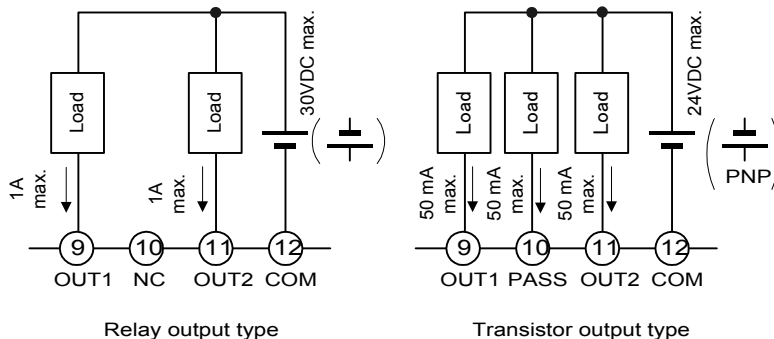 Load
Load
30VDC max.
1A
max.
1A
max.
9
10
11
12
OUT1 NC OUT2 COM
Relay output type
Load
Load
Load
24VDC max.
PNP
50 mA
max.
50 mA
max.
50 mA
max.
9
10
11
12
OUT1 PASS OUT2 COM
Transistor output type